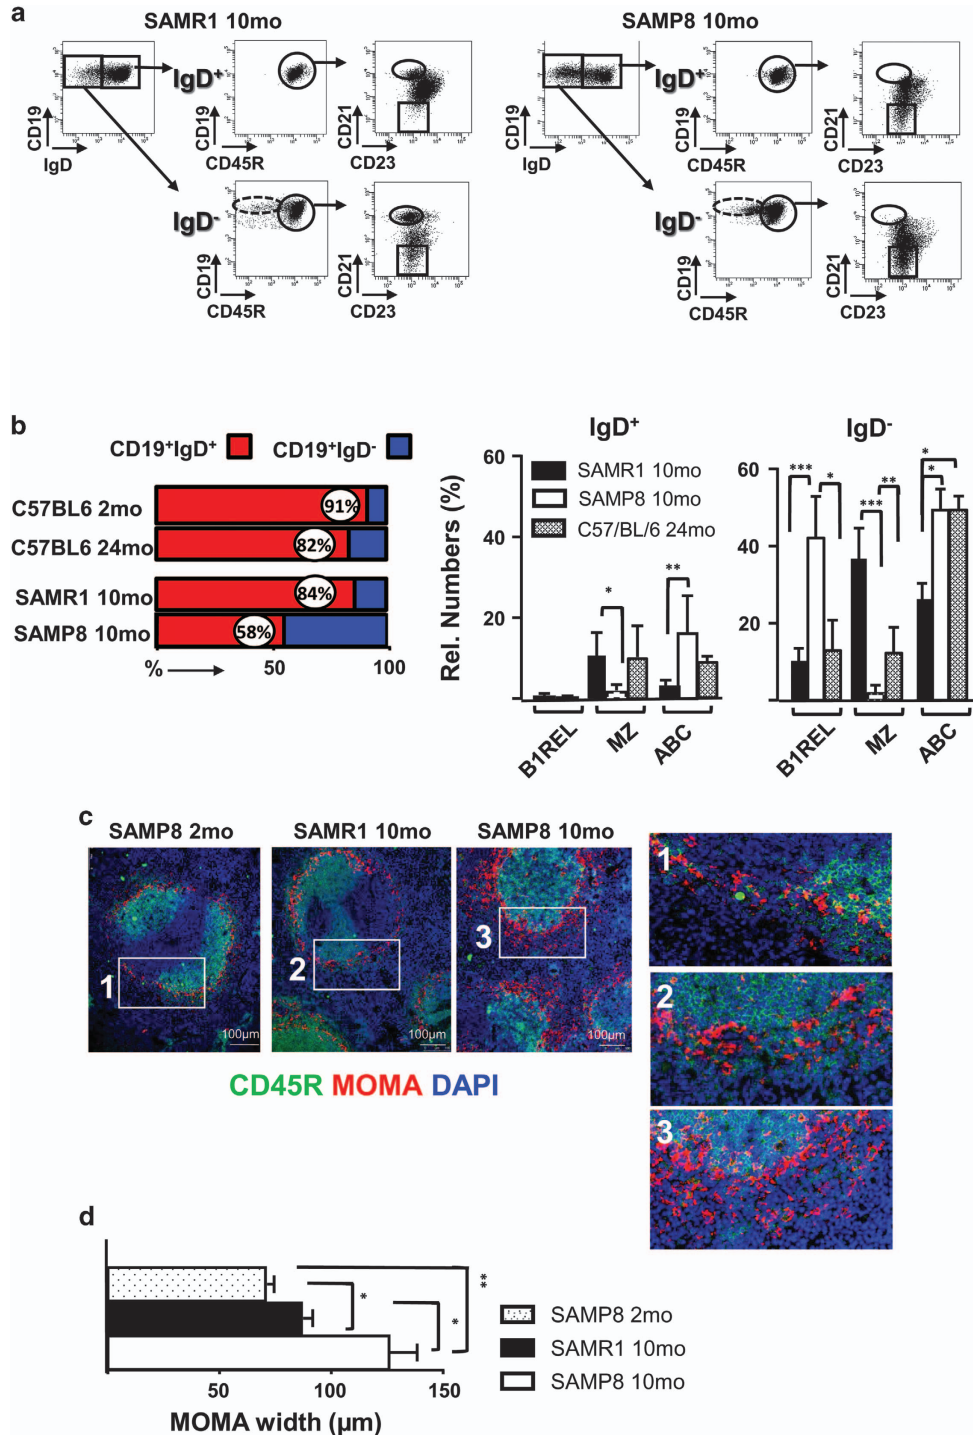 a
SAMR1 10mo
SAMP8 10mo
CD19
IgD
IgD+
CD19
CD45R
CD21
CD23
IgD-
CD19
CD45R
CD21
CD23
CD19
IgD
IgD+
CD19
CD45R
CD21
CD23
IgD-
CD19
CD45R
CD21
CD23
b
CD19+IgD+
CD19+IgD-
C57BL6 2mo
91%
C57BL6 24mo
82%
SAMR1 10mo
84%
SAMP8 10mo
58%
%
50
100
IgD+
Rel. Numbers (%)
60
40
20
SAMR1 10mo
SAMP8 10mo
C57/BL/6 24mo
*
**
B1REL
MZ
ABC
IgD-
60
40
20
***
*
***
**
*
*
B1REL
MZ
ABC
c
SAMP8 2mo
SAMR1 10mo
SAMP8 10mo
1
100µm
2
100µm
3
100µm
1
2
3
CD45R MOMA DAPI
d
*
*
**
50
100
150
MOMA width (µm)
SAMP8 2mo
SAMR1 10mo
SAMP8 10mo